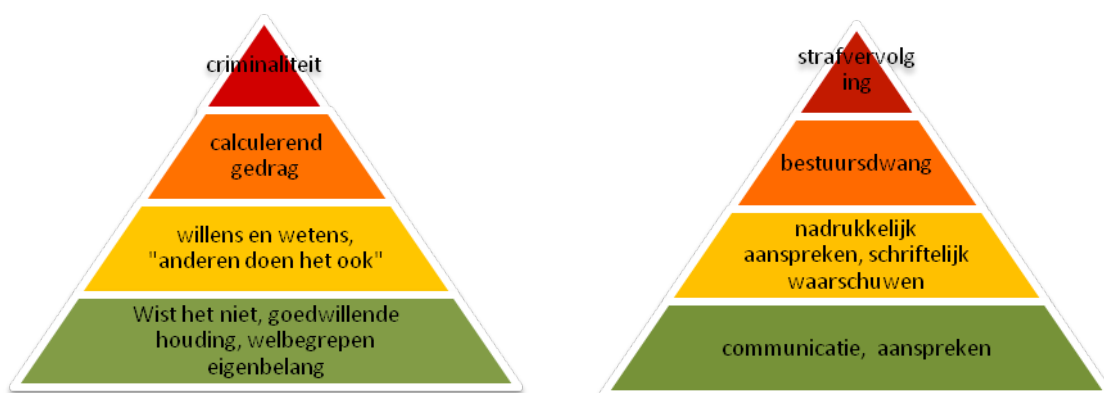 criminaliteit
calculerend
gedrag
willens en wetens,
"anderen doen het ook"
Wist het niet, goedwillende
houding, welbegrepen
eigenbelang
strafvervolg
ing
bestuursdwang
nadrukkelijk
aanspreken, schriftelijk
waarschuwen
communicatie, aanspreken